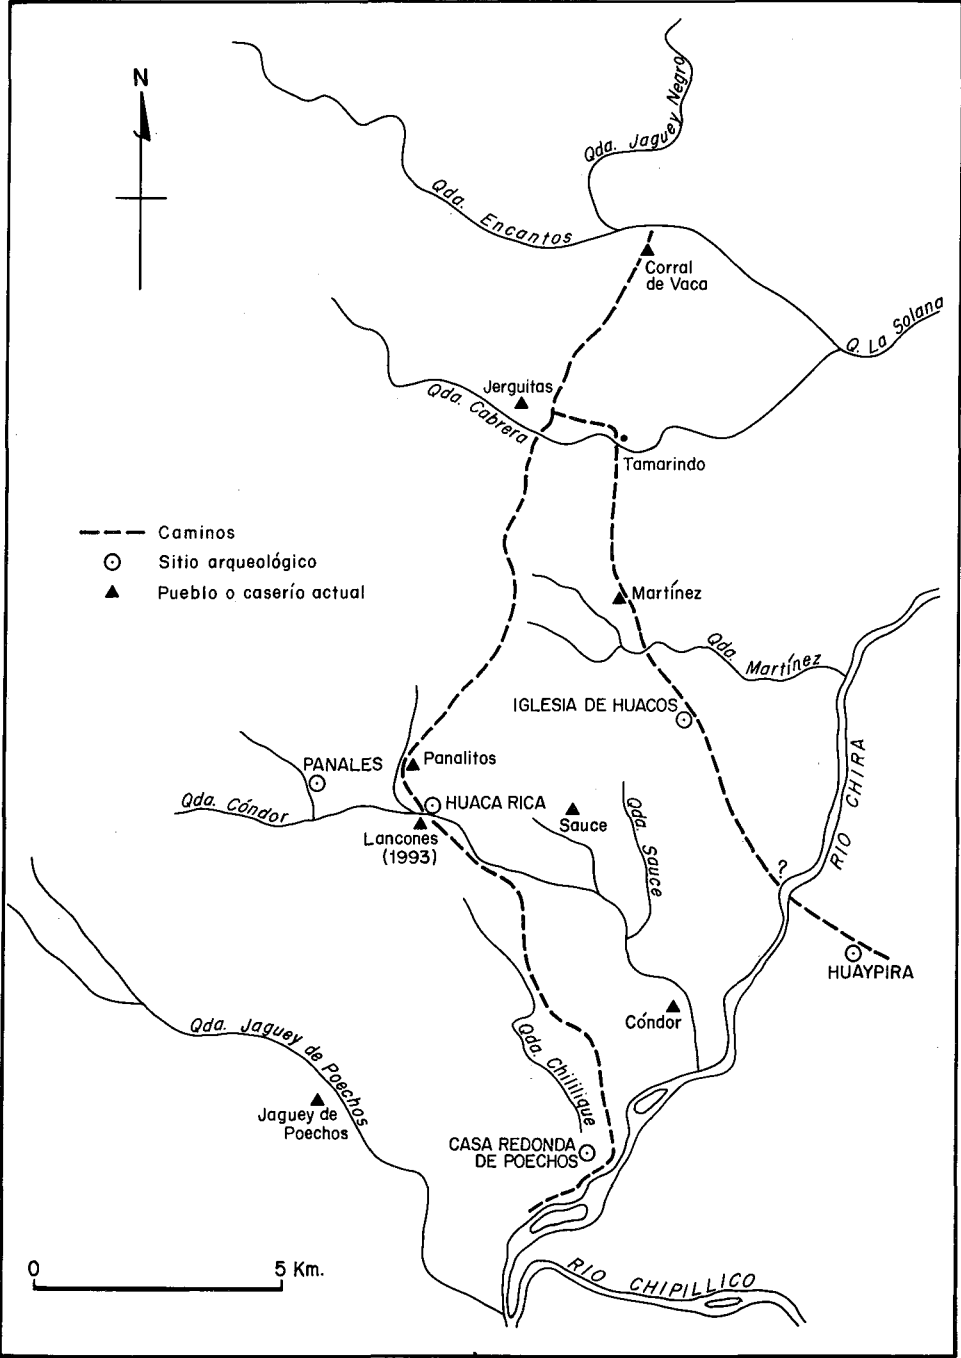 N
Qda. Jaguey Negro
Qda. Encantos
Corral
de Vaca
Q. La Solana
Jerguitas
Qda. Cabrera
Tamarindo
Caminos
Sitio arqueológico
Pueblo o caserío actual
Martínez
Qda. Martínez
IGLESIA DE HUACOS
PANALES
Panalitos
RIO CHIRA
Qda. Cóndor
HUACA RICA
Sauce
Qda. Sauce
Lancones
(1993)
?
HUAYPIRA
Cóndor
Qda. Jaguey de Poechos
Qda. Chililique
Jaguey de
Poechos
CASA REDONDA
DE POECHOS
0 5 Km.
RIO CHIPILLICO